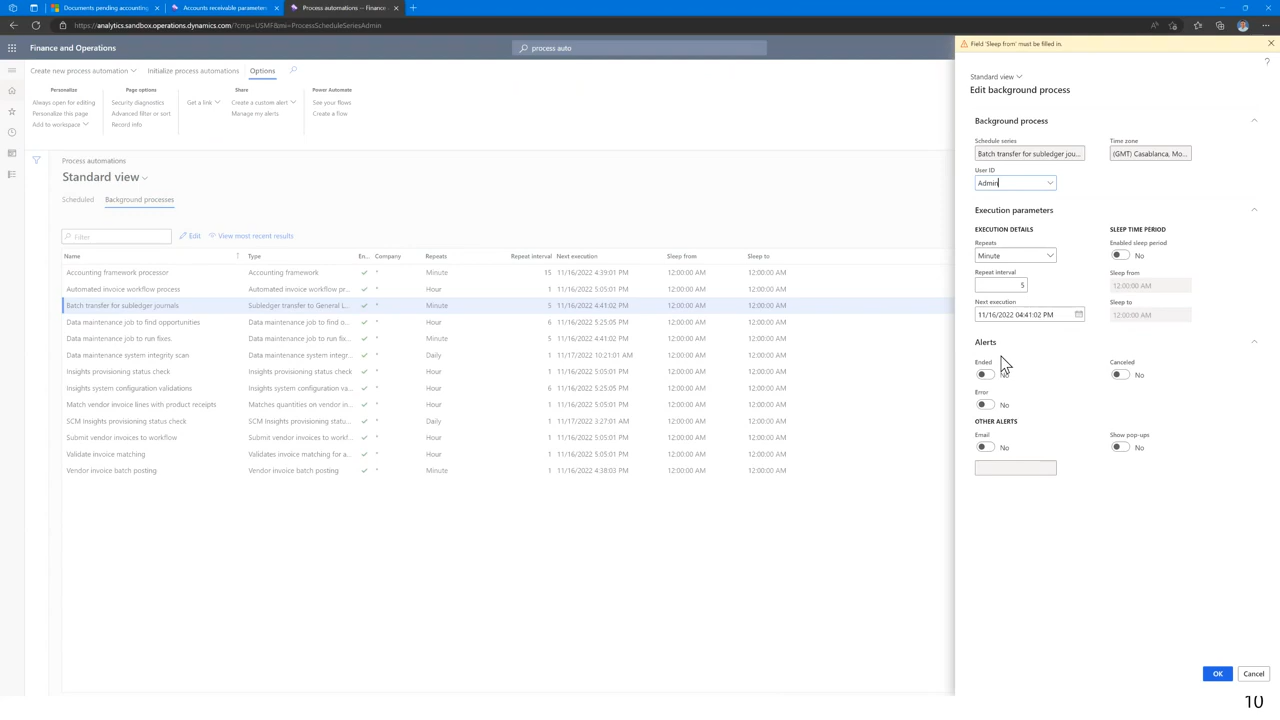 Documents pending accounting
Accounts receivable parameters
Process automations -- Finance
https://analytics.sandbox.operations.dynamics.com/?cmp=USMF&mi=ProcessScheduleSeriesAdmin
Finance and Operations
process auto
Field 'Sleep from' must be filled in.
Create new process automation
Initialize process automations
Options
Personalize
Always open for editing
Personalize this page
Add to workspace
Page options
Security diagnostics
Advanced filter or sort
Record info
Share
Get a link
Create a custom alert
Manage my alerts
Power Automate
See your flows
Create a flow
Process automations
Standard view
Scheduled
Background processes
Filter
Edit
View most recent results
Name Type En... Company Repeats Repeat interval Next execution Sleep from Sleep to
Accounting framework processor Accounting framework * Minute 15 11/16/2022 4:39:01 PM 12:00:00 AM 12:00:00 AM
Automated invoice workflow process Automated invoice workflow pr... * Hour 1 11/16/2022 5:05:01 PM 12:00:00 AM 12:00:00 AM
Batch transfer for subledger journals Subledger transfer to General L... * Minute 5 11/16/2022 4:41:02 PM 12:00:00 AM 12:00:00 AM
Data maintenance job to find opportunities Data maintenance job to find o... * Hour 6 11/16/2022 5:25:05 PM 12:00:00 AM 12:00:00 AM
Data maintenance job to run fixes. Data maintenance job to run fix... * Minute 5 11/16/2022 4:38:05 PM 12:00:00 AM 12:00:00 AM
Data maintenance system integrity scan Data maintenance system integr... * Daily 1 11/17/2022 10:21:01 AM 12:00:00 AM 12:00:00 AM
Insights provisioning status check Insights provisioning status check * Hour 1 11/16/2022 5:05:01 PM 12:00:00 AM 12:00:00 AM
Insights system configuration validations Insights system configuration va... * Hour 6 11/16/2022 5:25:05 PM 12:00:00 AM 12:00:00 AM
Match vendor invoice lines with product receipts Matches quantities on vendor in... * Hour 1 11/16/2022 5:05:01 PM 12:00:00 AM 12:00:00 AM
SCM Insights provisioning status check SCM Insights provisioning statu... * Daily 1 11/17/2022 3:27:01 AM 12:00:00 AM 12:00:00 AM
Submit vendor invoices to workflow Submit vendor invoices to workf... * Hour 1 11/16/2022 5:05:01 PM 12:00:00 AM 12:00:00 AM
Validate invoice matching Validates invoice matching for a... * Hour 1 11/16/2022 5:05:01 PM 12:00:00 AM 12:00:00 AM
Vendor invoice batch posting Vendor invoice batch posting * Minute 1 11/16/2022 4:38:03 PM 12:00:00 AM 12:00:00 AM
?
Standard view
Edit background process
Background process
Schedule series
Batch transfer for subledger jou...
Time zone
(GMT) Casablanca, Mo...
User ID
Admin
Execution parameters
EXECUTION DETAILS
Repeats
Minute
Repeat interval
5
Next execution
11/16/2022 04:41:02 PM
SLEEP TIME PERIOD
Enabled sleep period
No
Sleep from
12:00:00 AM
Sleep to
12:00:00 AM
Alerts
Ended
No
Canceled
No
Error
No
OTHER ALERTS
Email
No
Show pop-ups
No
OK
Cancel
10